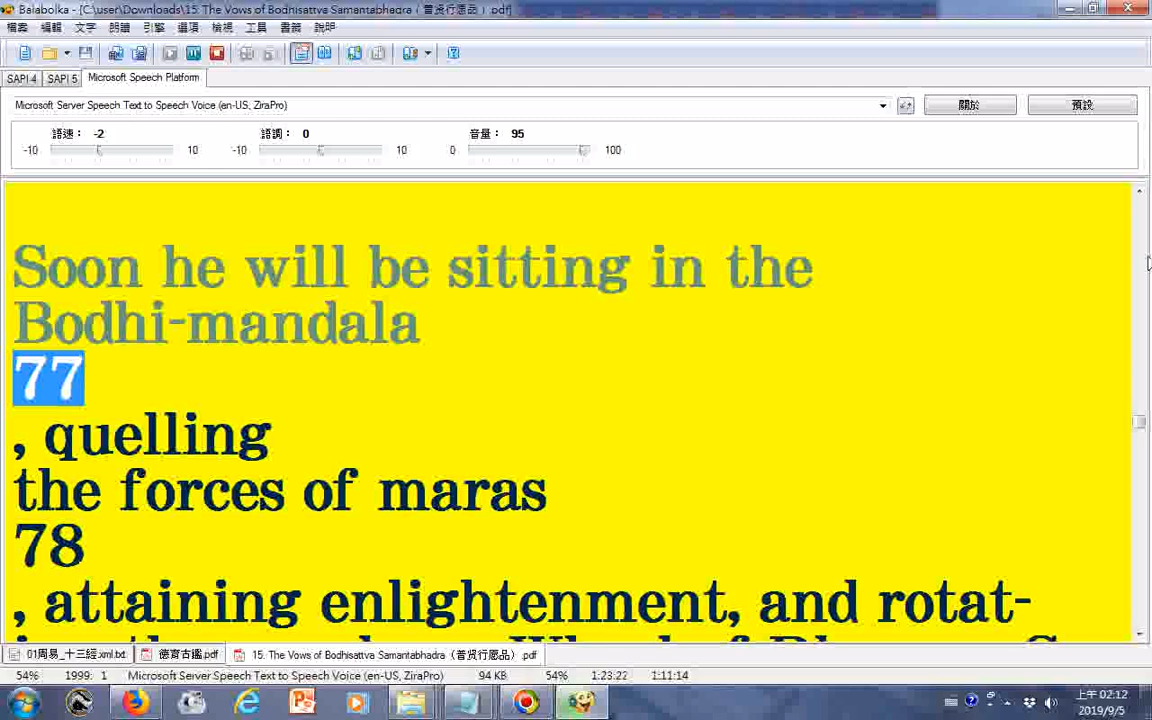 Balabolka - [C:\user\Downloads\15. The Vows of Bodhisattva Samantabhadra（普賢行愿品）.pdf]
檔案 編輯 文字 朗讀 引擎 選項 檢視 工具 書籤 說明
SAPI 4 SAPI 5 Microsoft Speech Platform
Microsoft Server Speech Text to Speech Voice (en-US, ZiraPro) 關於 預設
語速： -2 語調： 0 音量： 95
-10 10 -10 10 0 100
Soon he will be sitting in the
Bodhi-mandala
77
, quelling
the forces of maras
78
, attaining enlightenment, and rotat-
01周易_十三經.xml.txt 德育古鑑.pdf 15. The Vows of Bodhisattva Samantabhadra（普賢行愿品）.pdf
54% 1999: 1 Microsoft Server Speech Text to Speech Voice (en-US, ZiraPro) 94 KB 54% 1:23:22 1:11:14
上午 02:12
2019/9/5